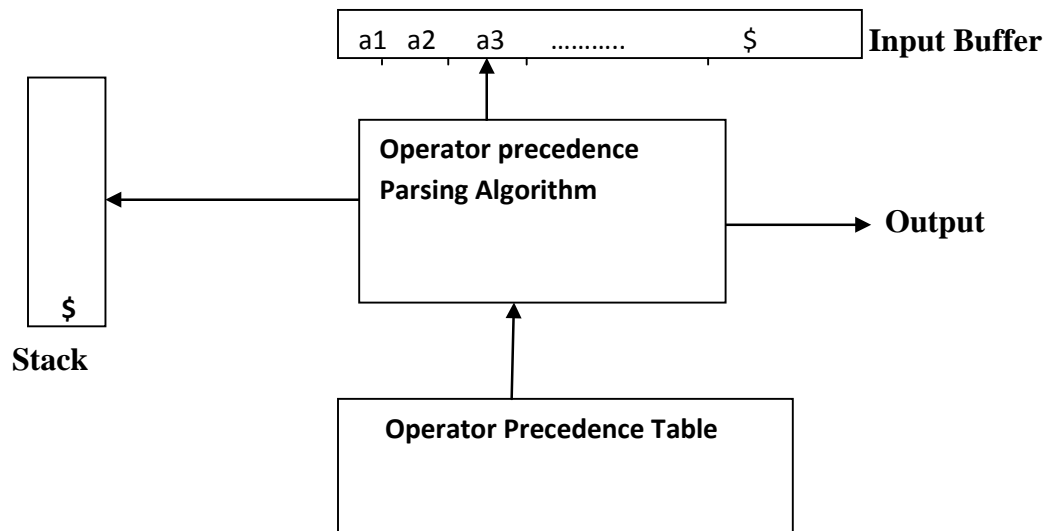 a1 a2 a3 ……….. $
Input Buffer
Operator precedence
Parsing Algorithm
Output
$
Stack
Operator Precedence Table